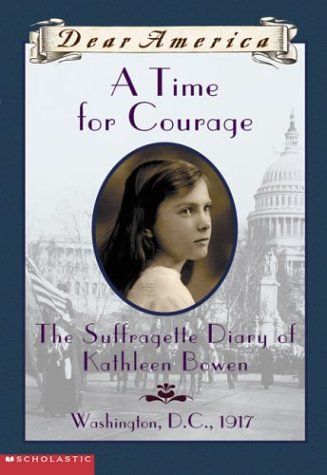 Dear America
A Time
for Courage
The Suffragette Diary of
Kathleen Bowen
Washington, D.C., 1917
SCHOLASTIC